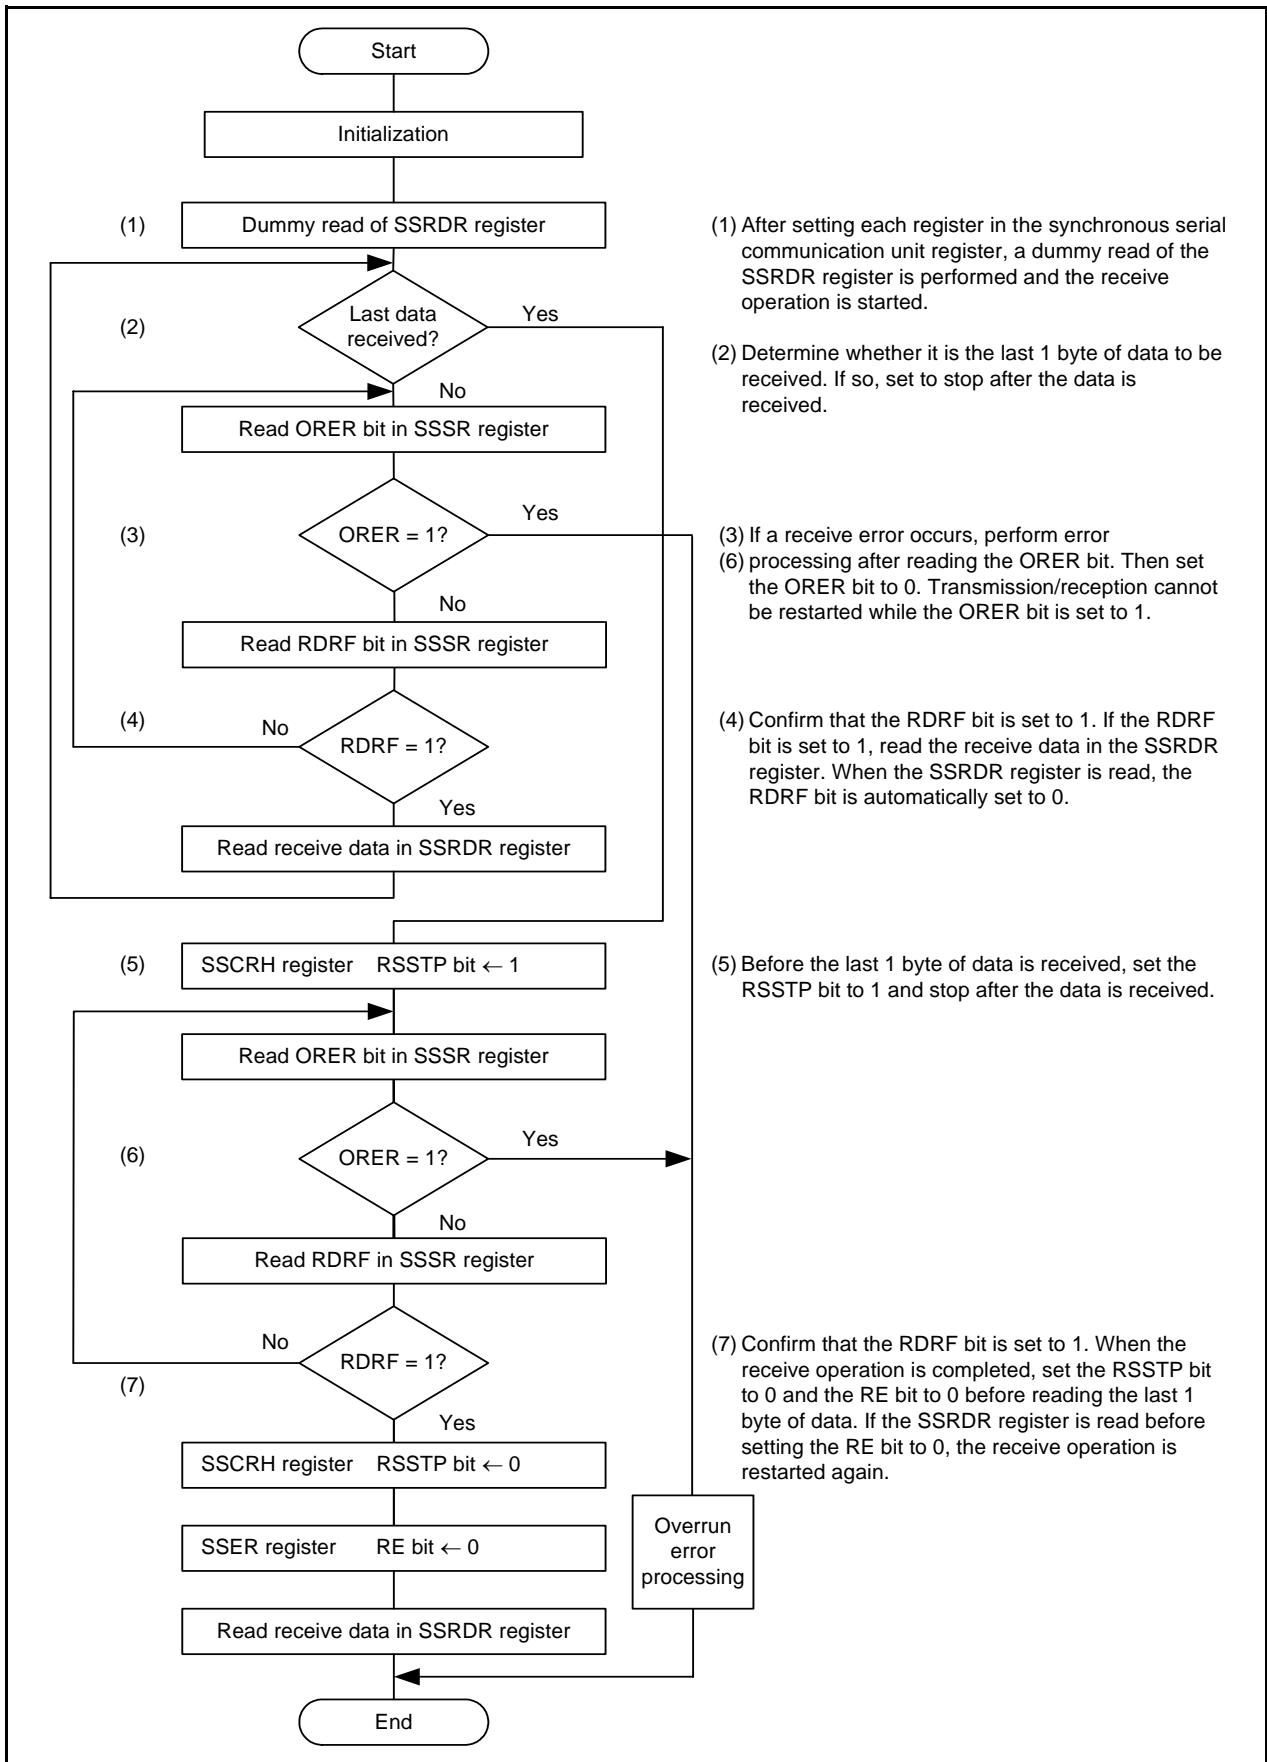 Start
Initialization
(1)
Dummy read of SSRDR register
(1) After setting each register in the synchronous serial
communication unit register, a dummy read of the
SSRDR register is performed and the receive
operation is started.
(2)
Last data
received?
Yes
No
(2) Determine whether it is the last 1 byte of data to be
received. If so, set to stop after the data is
received.
Read ORER bit in SSSR register
(3)
ORER = 1?
Yes
No
(3) If a receive error occurs, perform error
(6) processing after reading the ORER bit. Then set
the ORER bit to 0. Transmission/reception cannot
be restarted while the ORER bit is set to 1.
Read RDRF bit in SSSR register
(4)
No
RDRF = 1?
Yes
(4) Confirm that the RDRF bit is set to 1. If the RDRF
bit is set to 1, read the receive data in the SSRDR
register. When the SSRDR register is read, the
RDRF bit is automatically set to 0.
Read receive data in SSRDR register
(5)
SSCRH register RSSTP bit ← 1
(5) Before the last 1 byte of data is received, set the
RSSTP bit to 1 and stop after the data is received.
Read ORER bit in SSSR register
(6)
ORER = 1?
Yes
No
Read RDRF in SSSR register
No
RDRF = 1?
(7)
Yes
(7) Confirm that the RDRF bit is set to 1. When the
receive operation is completed, set the RSSTP bit
to 0 and the RE bit to 0 before reading the last 1
byte of data. If the SSRDR register is read before
setting the RE bit to 0, the receive operation is
restarted again.
SSCRH register RSSTP bit ← 0
SSER register RE bit ← 0
Overrun
error
processing
Read receive data in SSRDR register
End